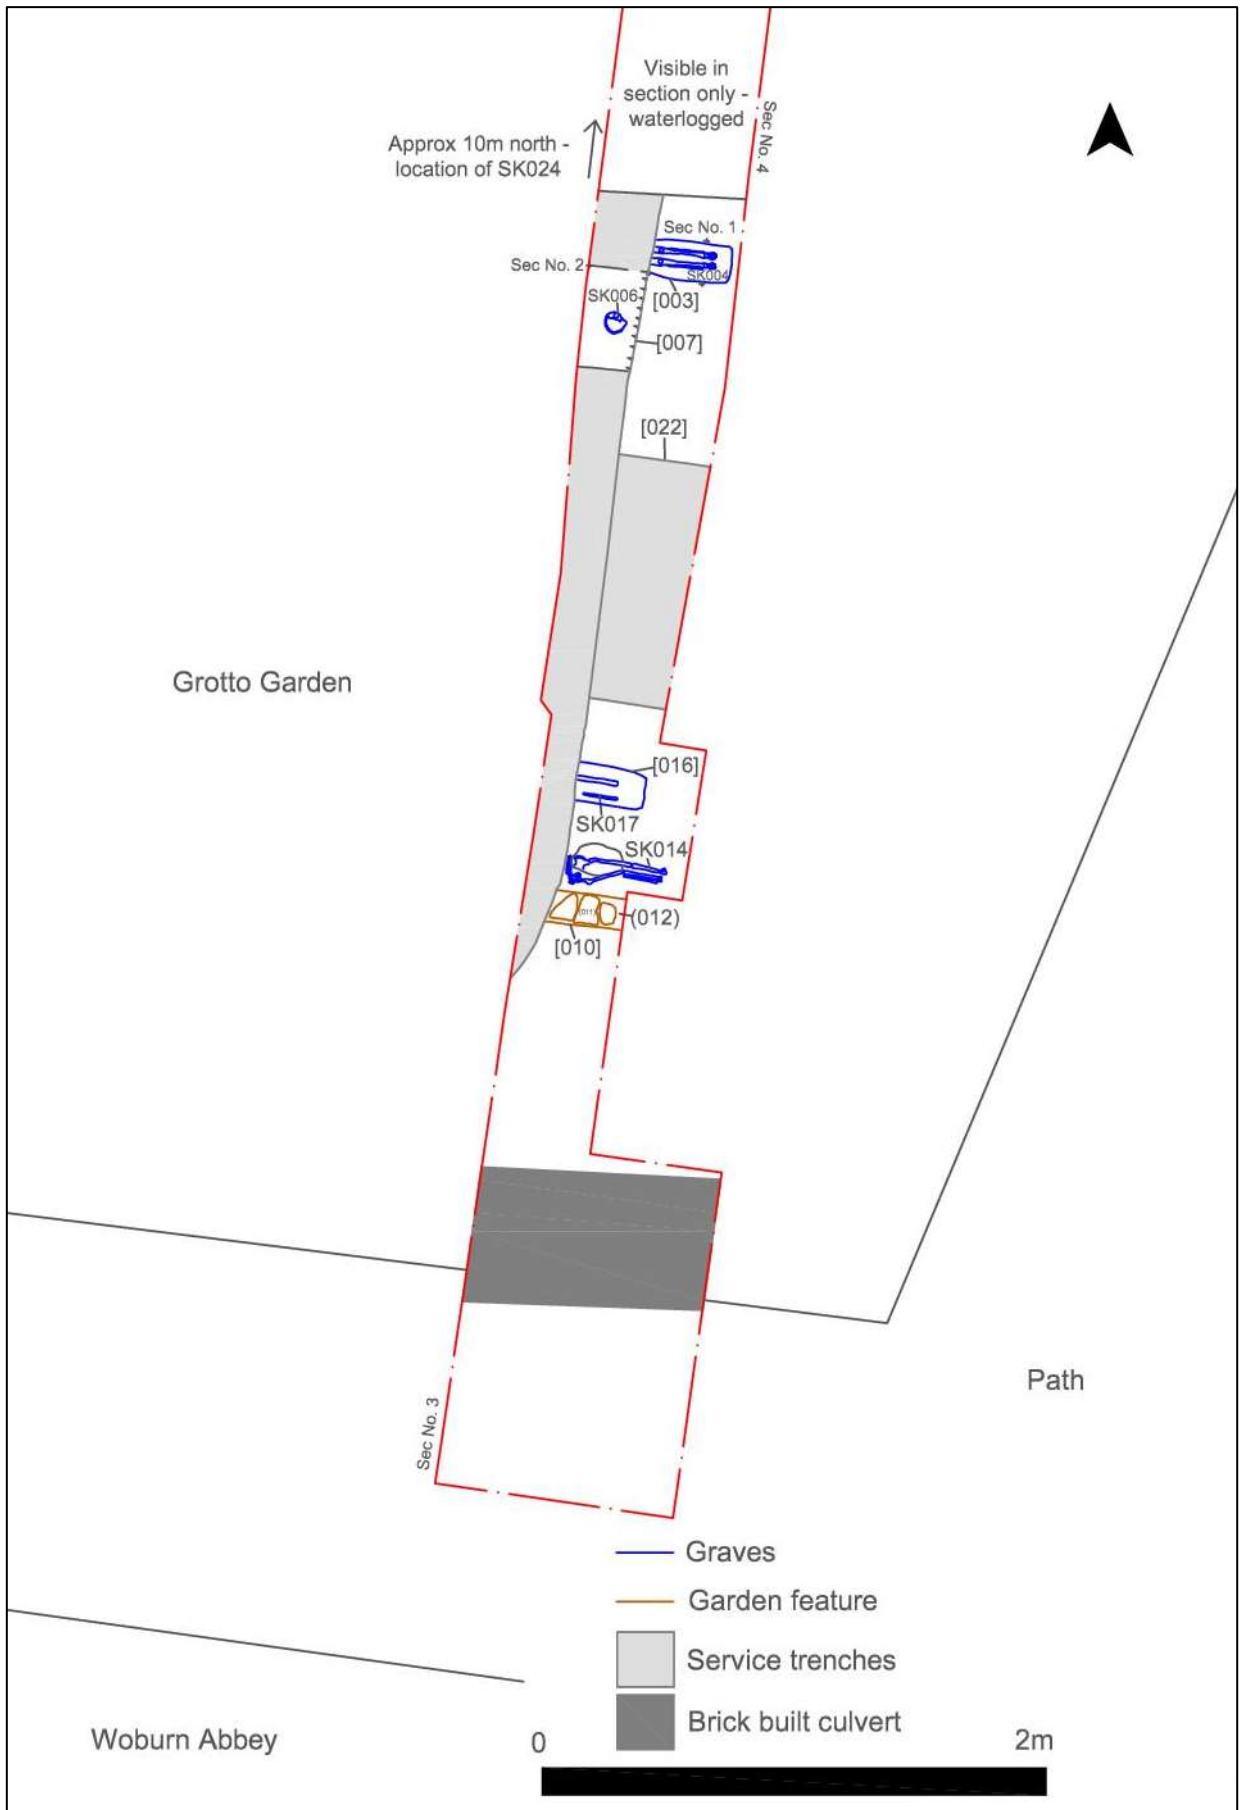 Visible in
section only -
waterlogged
Sec No. 4
Approx 10m north -
location of SK024
Sec No. 1
Sec No. 2
SK004
SK006
[003]
[007]
[022]
Grotto Garden
[016]
SK017
SK014
(011)
(012)
[010]
Path
Sec No. 3
Graves
Garden feature
Service trenches
Brick built culvert
Woburn Abbey
0
2m